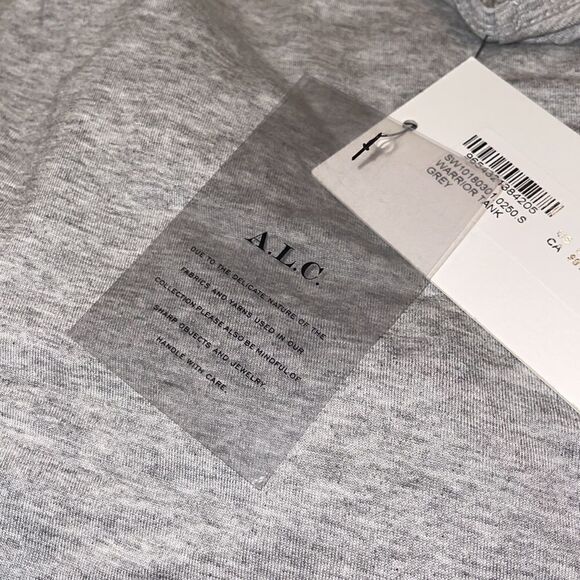 A.L.C.
DUE TO THE DELICATE NATURE OF THE
FABRICS AND YARNS USED IN OUR
COLLECTION,PLEASE ALSO BE MINDFUL OF
SHARP OBJECTS AND JEWELRY.
HANDLE WITH CARE.
SW101803010250 S
WARRIOR TANK
GREY
CA